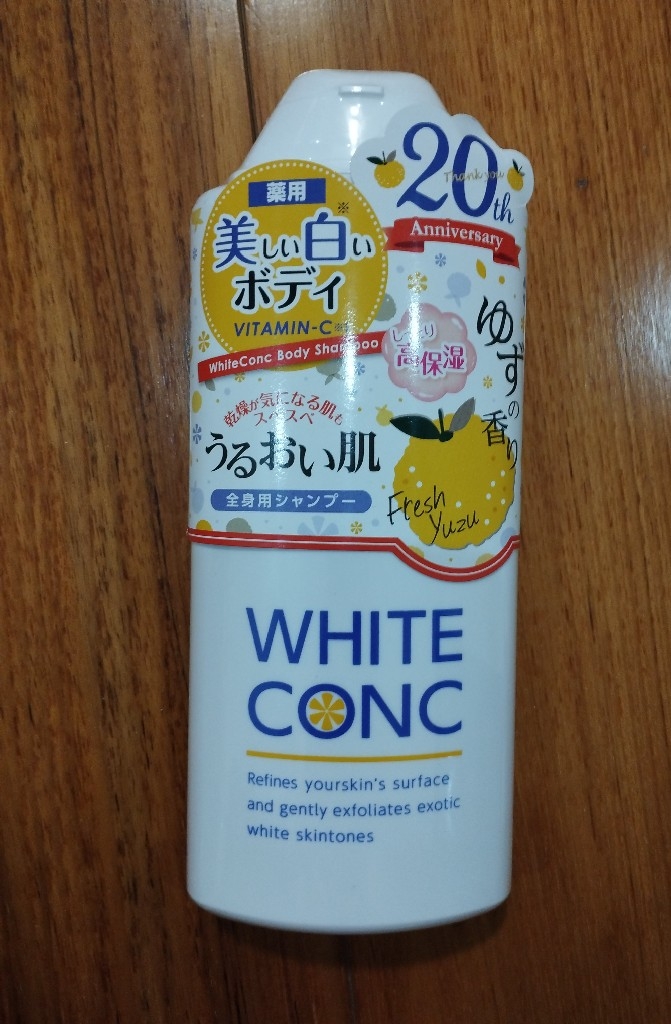 20th
Thank you
Anniversary
薬用
美しい白い※
ボディ
VITAMIN-C※
WhiteConc Body Shampoo
しっとり
高保湿
ゆずの香り
乾燥が気になる肌も
スベスベ
うるおい肌
全身用シャンプー
Fresh
Yuzu
WHITE
CONC
Refines yourskin's surface
and gently exfoliates exotic
white skintones